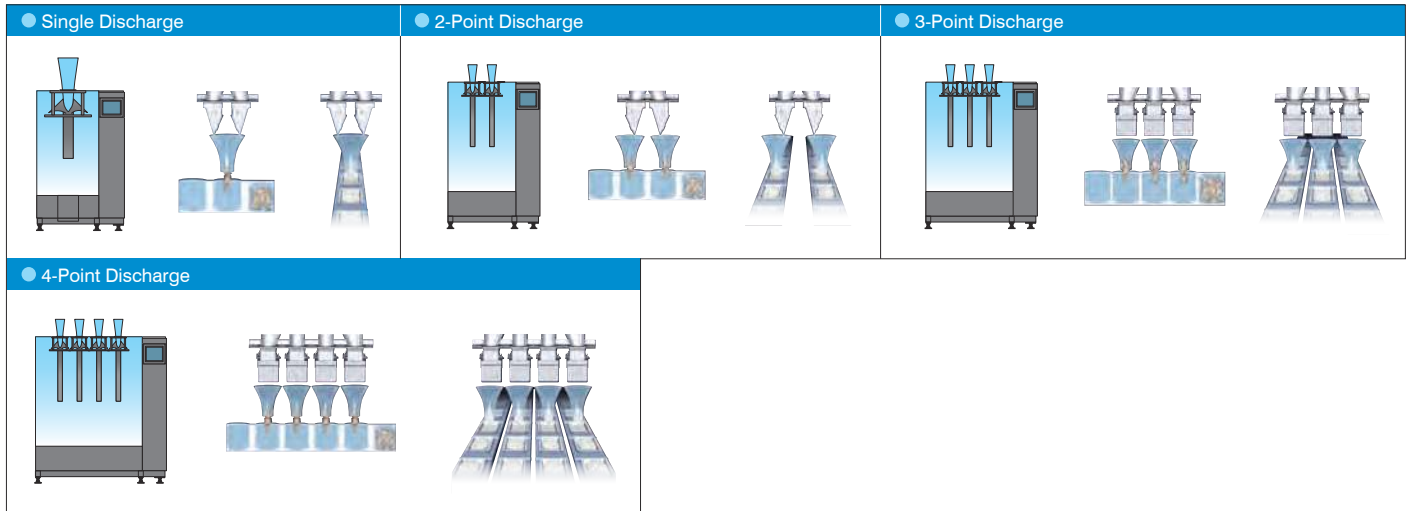 Single Discharge
2-Point Discharge
3-Point Discharge
4-Point Discharge